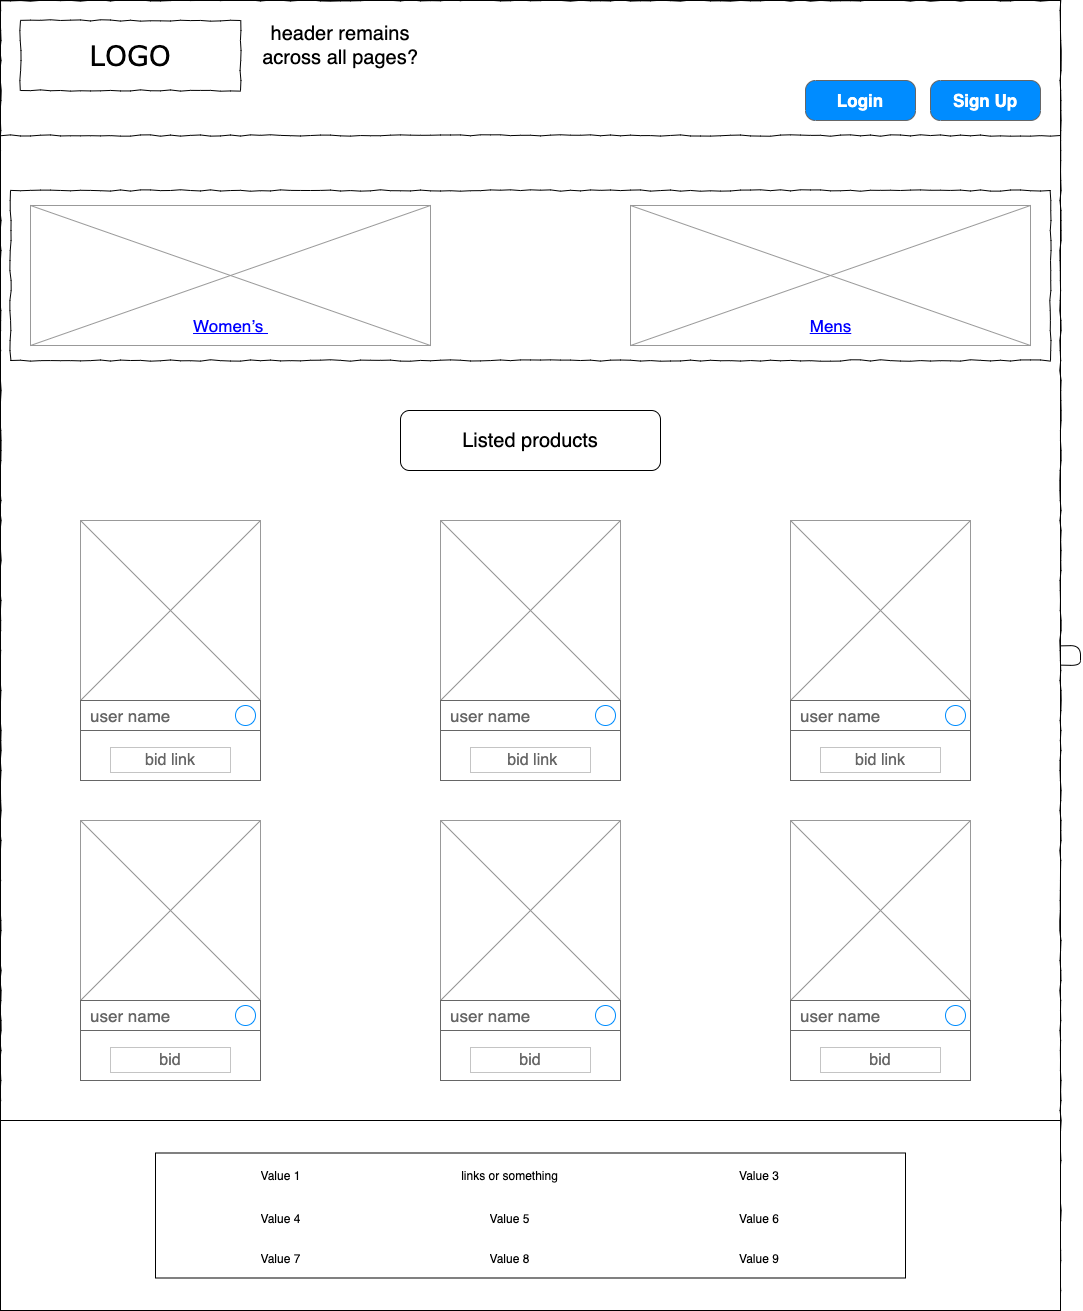 LOGO
header remains
across all pages?
Login
Sign Up
Women’s
Mens
Listed products
user name
user name
user name
bid link
bid link
bid link
user name
user name
user name
bid
bid
bid
Value 1
links or something
Value 3
Value 4
Value 5
Value 6
Value 7
Value 8
Value 9